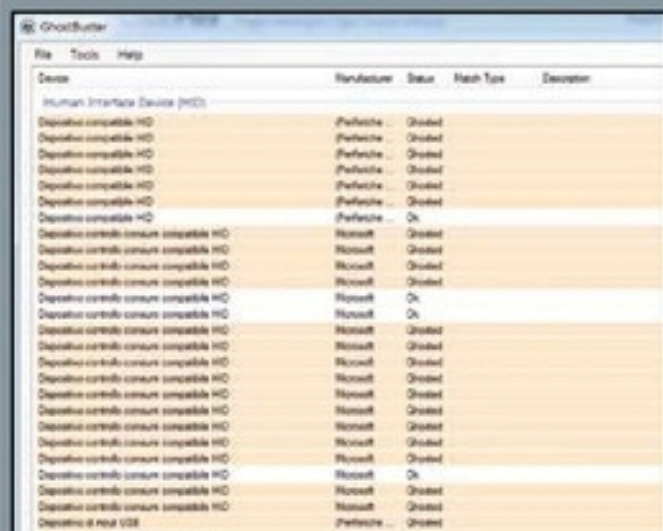 GhostBuster
File Tools Help
Device Manufacturer Status Match Type Description
Human Interface Device (HID)
Dispositivo compatibile HID (Periferiche ... Ghosted
Dispositivo compatibile HID (Periferiche ... Ghosted
Dispositivo compatibile HID (Periferiche ... Ghosted
Dispositivo compatibile HID (Periferiche ... Ghosted
Dispositivo compatibile HID (Periferiche ... Ghosted
Dispositivo compatibile HID (Periferiche ... Ghosted
Dispositivo compatibile HID (Periferiche ... Ok
Dispositivo controllo consumer compatibile HID Microsoft Ghosted
Dispositivo controllo consumer compatibile HID Microsoft Ghosted
Dispositivo controllo consumer compatibile HID Microsoft Ghosted
Dispositivo controllo consumer compatibile HID Microsoft Ghosted
Dispositivo controllo consumer compatibile HID Microsoft Ok
Dispositivo controllo consumer compatibile HID Microsoft Ok
Dispositivo controllo consumer compatibile HID Microsoft Ghosted
Dispositivo controllo consumer compatibile HID Microsoft Ghosted
Dispositivo controllo consumer compatibile HID Microsoft Ghosted
Dispositivo controllo consumer compatibile HID Microsoft Ghosted
Dispositivo controllo consumer compatibile HID Microsoft Ghosted
Dispositivo controllo consumer compatibile HID Microsoft Ghosted
Dispositivo controllo consumer compatibile HID Microsoft Ghosted
Dispositivo controllo consumer compatibile HID Microsoft Ghosted
Dispositivo controllo consumer compatibile HID Microsoft Ghosted
Dispositivo controllo consumer compatibile HID Microsoft Ok
Dispositivo controllo consumer compatibile HID Microsoft Ghosted
Dispositivo controllo consumer compatibile HID Microsoft Ghosted
Dispositivo di input USB (Periferiche ... Ghosted